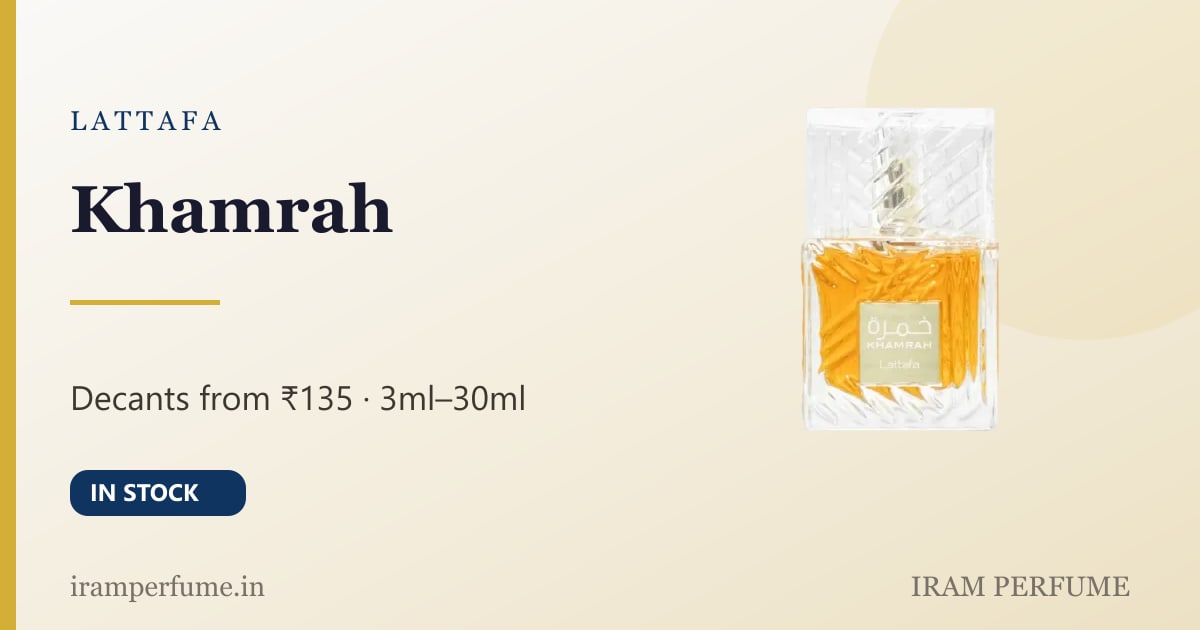 LATTAFA
Khamrah
خمرة
KHAMRAH
Lattafa
Decants from ₹135 · 3ml–30ml
IN STOCK
iramperfume.in
IRAM PERFUME